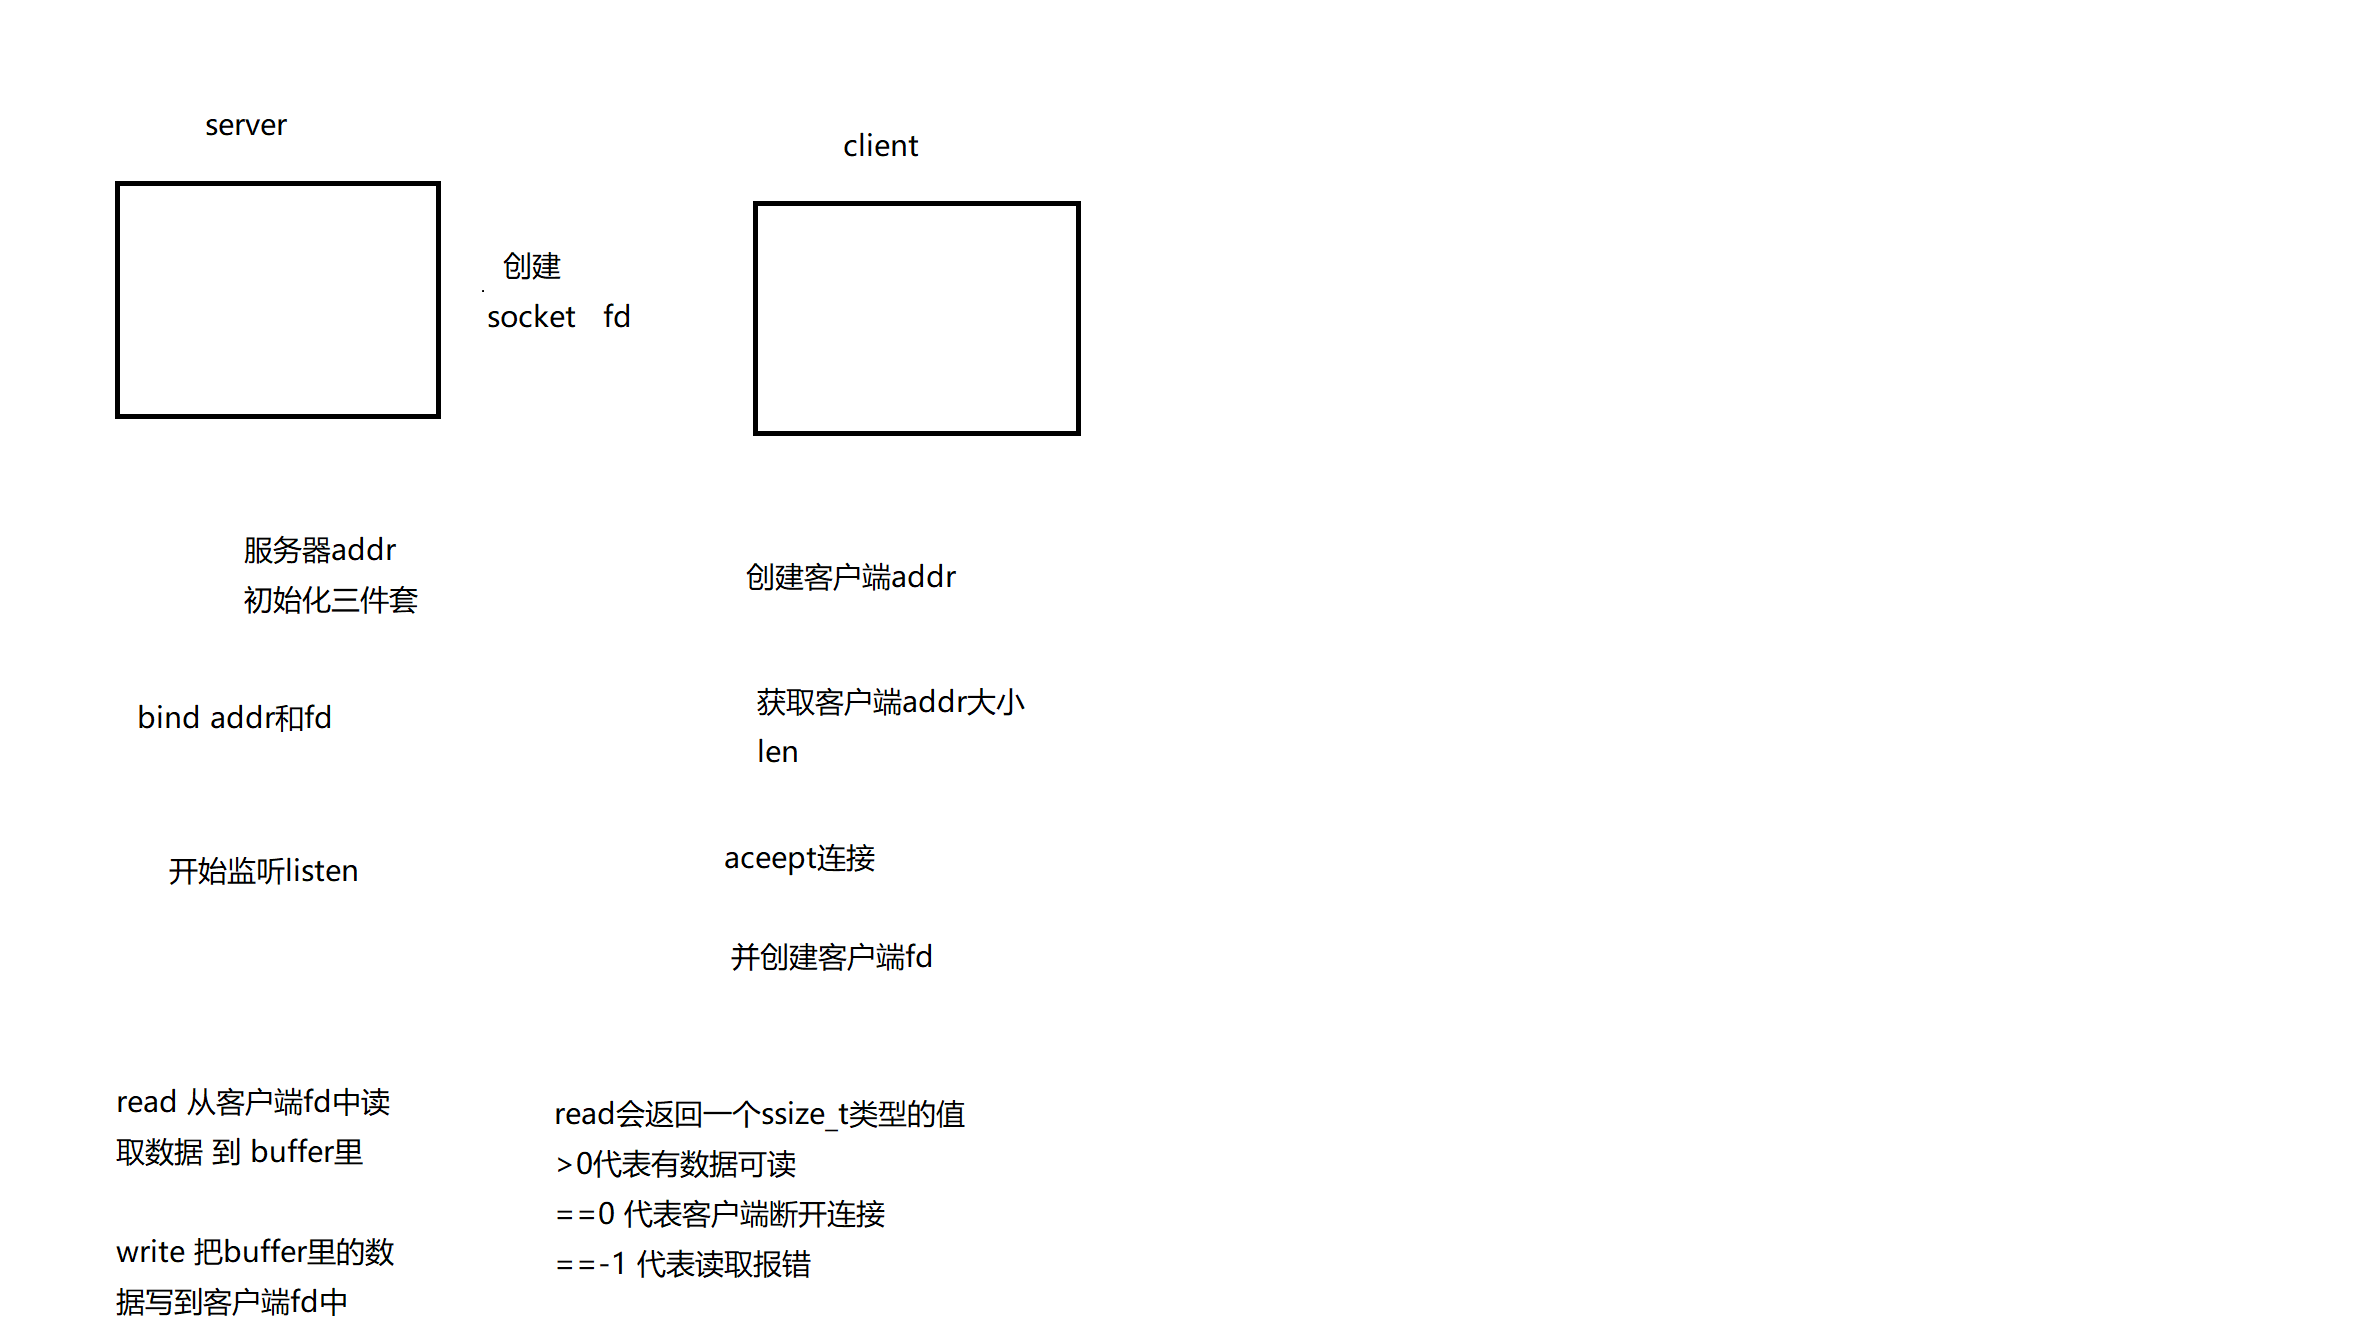 server
client
创建
socket fd
服务器addr
初始化三件套
创建客户端addr
bind addr和fd
获取客户端addr大小
len
开始监听listen
aceept连接
并创建客户端fd
read 从客户端fd中读
取数据 到 buffer里
write 把buffer里的数
据写到客户端fd中
read会返回一个ssize_t类型的值
>0代表有数据可读
==0 代表客户端断开连接
==-1 代表读取报错